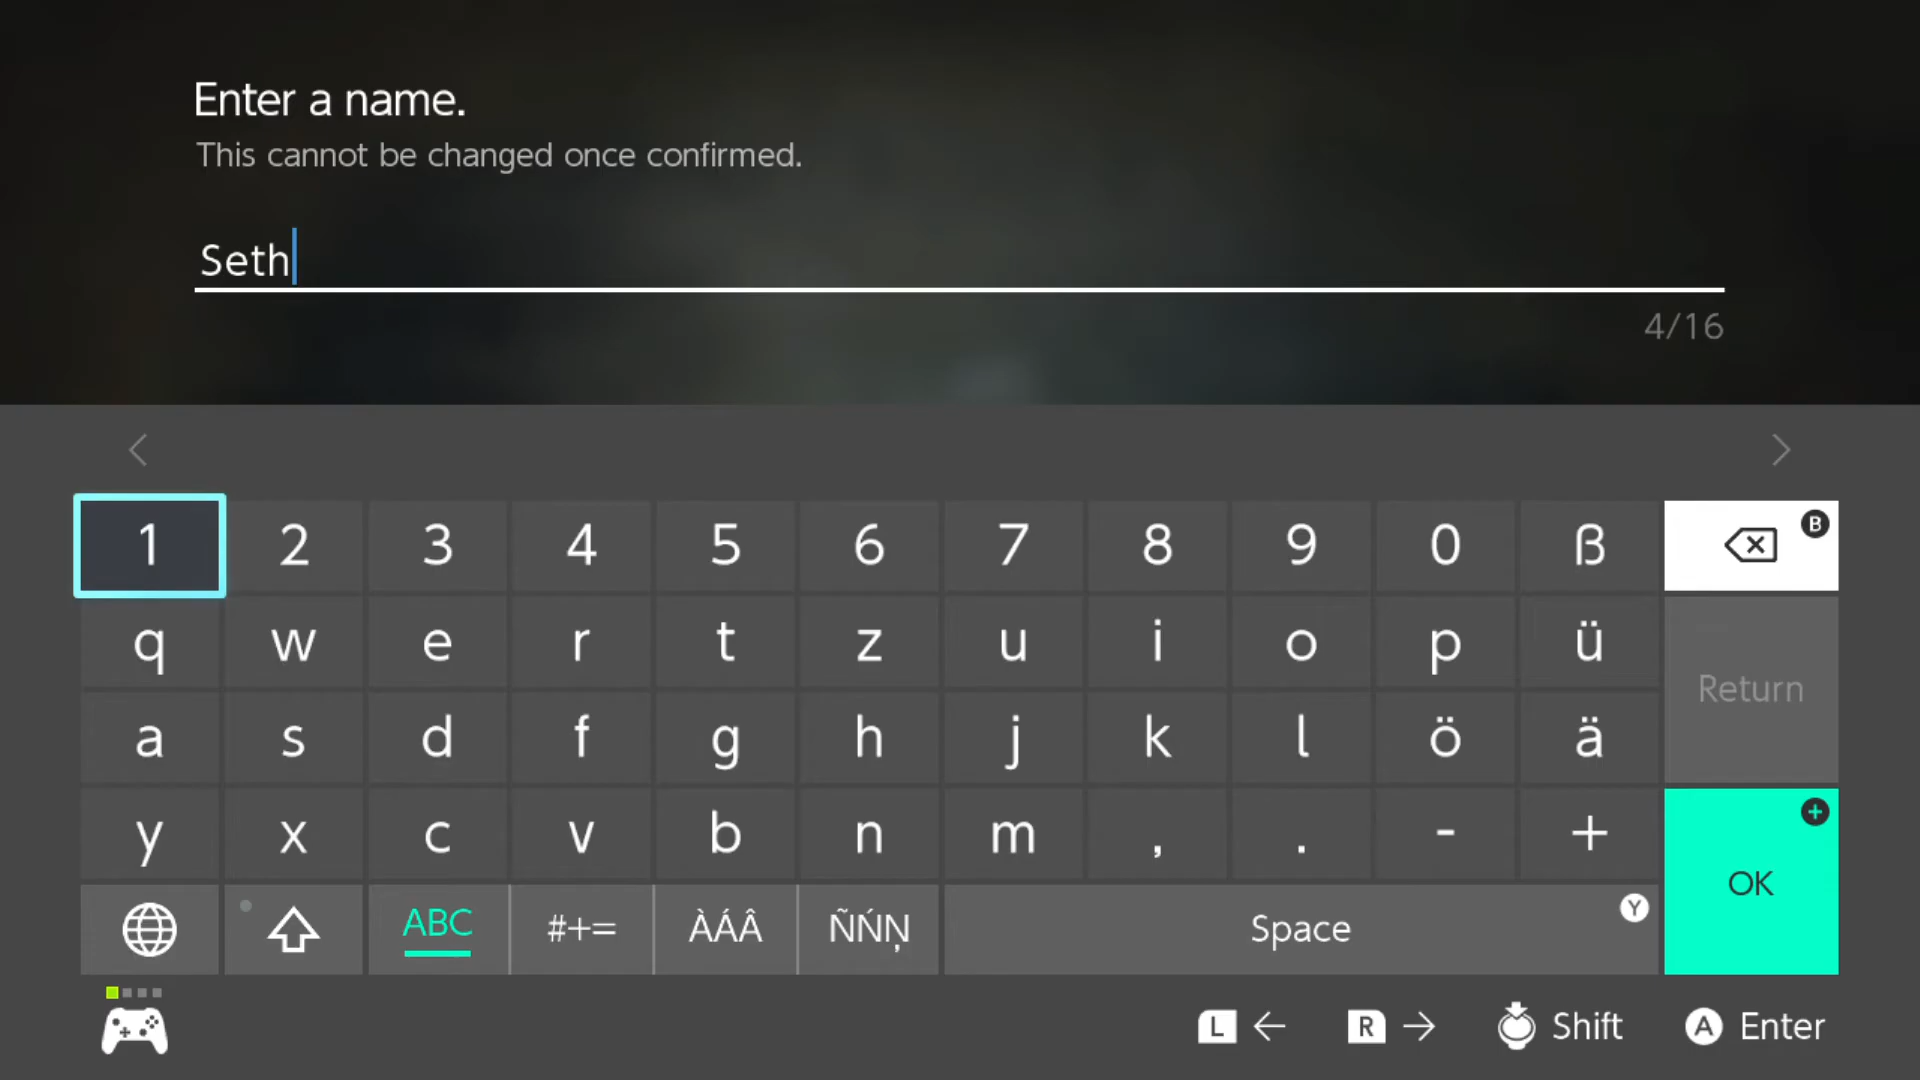 Enter a name.
This cannot be changed once confirmed.
Seth
4/16
1 2 3 4 5 6 7 8 9 0 ß B
q w e r t z u i o p ü Return
a s d f g h j k l ö ä
y x c v b n m , . - + +
ABC #+= ÀÁÂ ÑŃŅ Space Y OK
L ← R → Shift A Enter